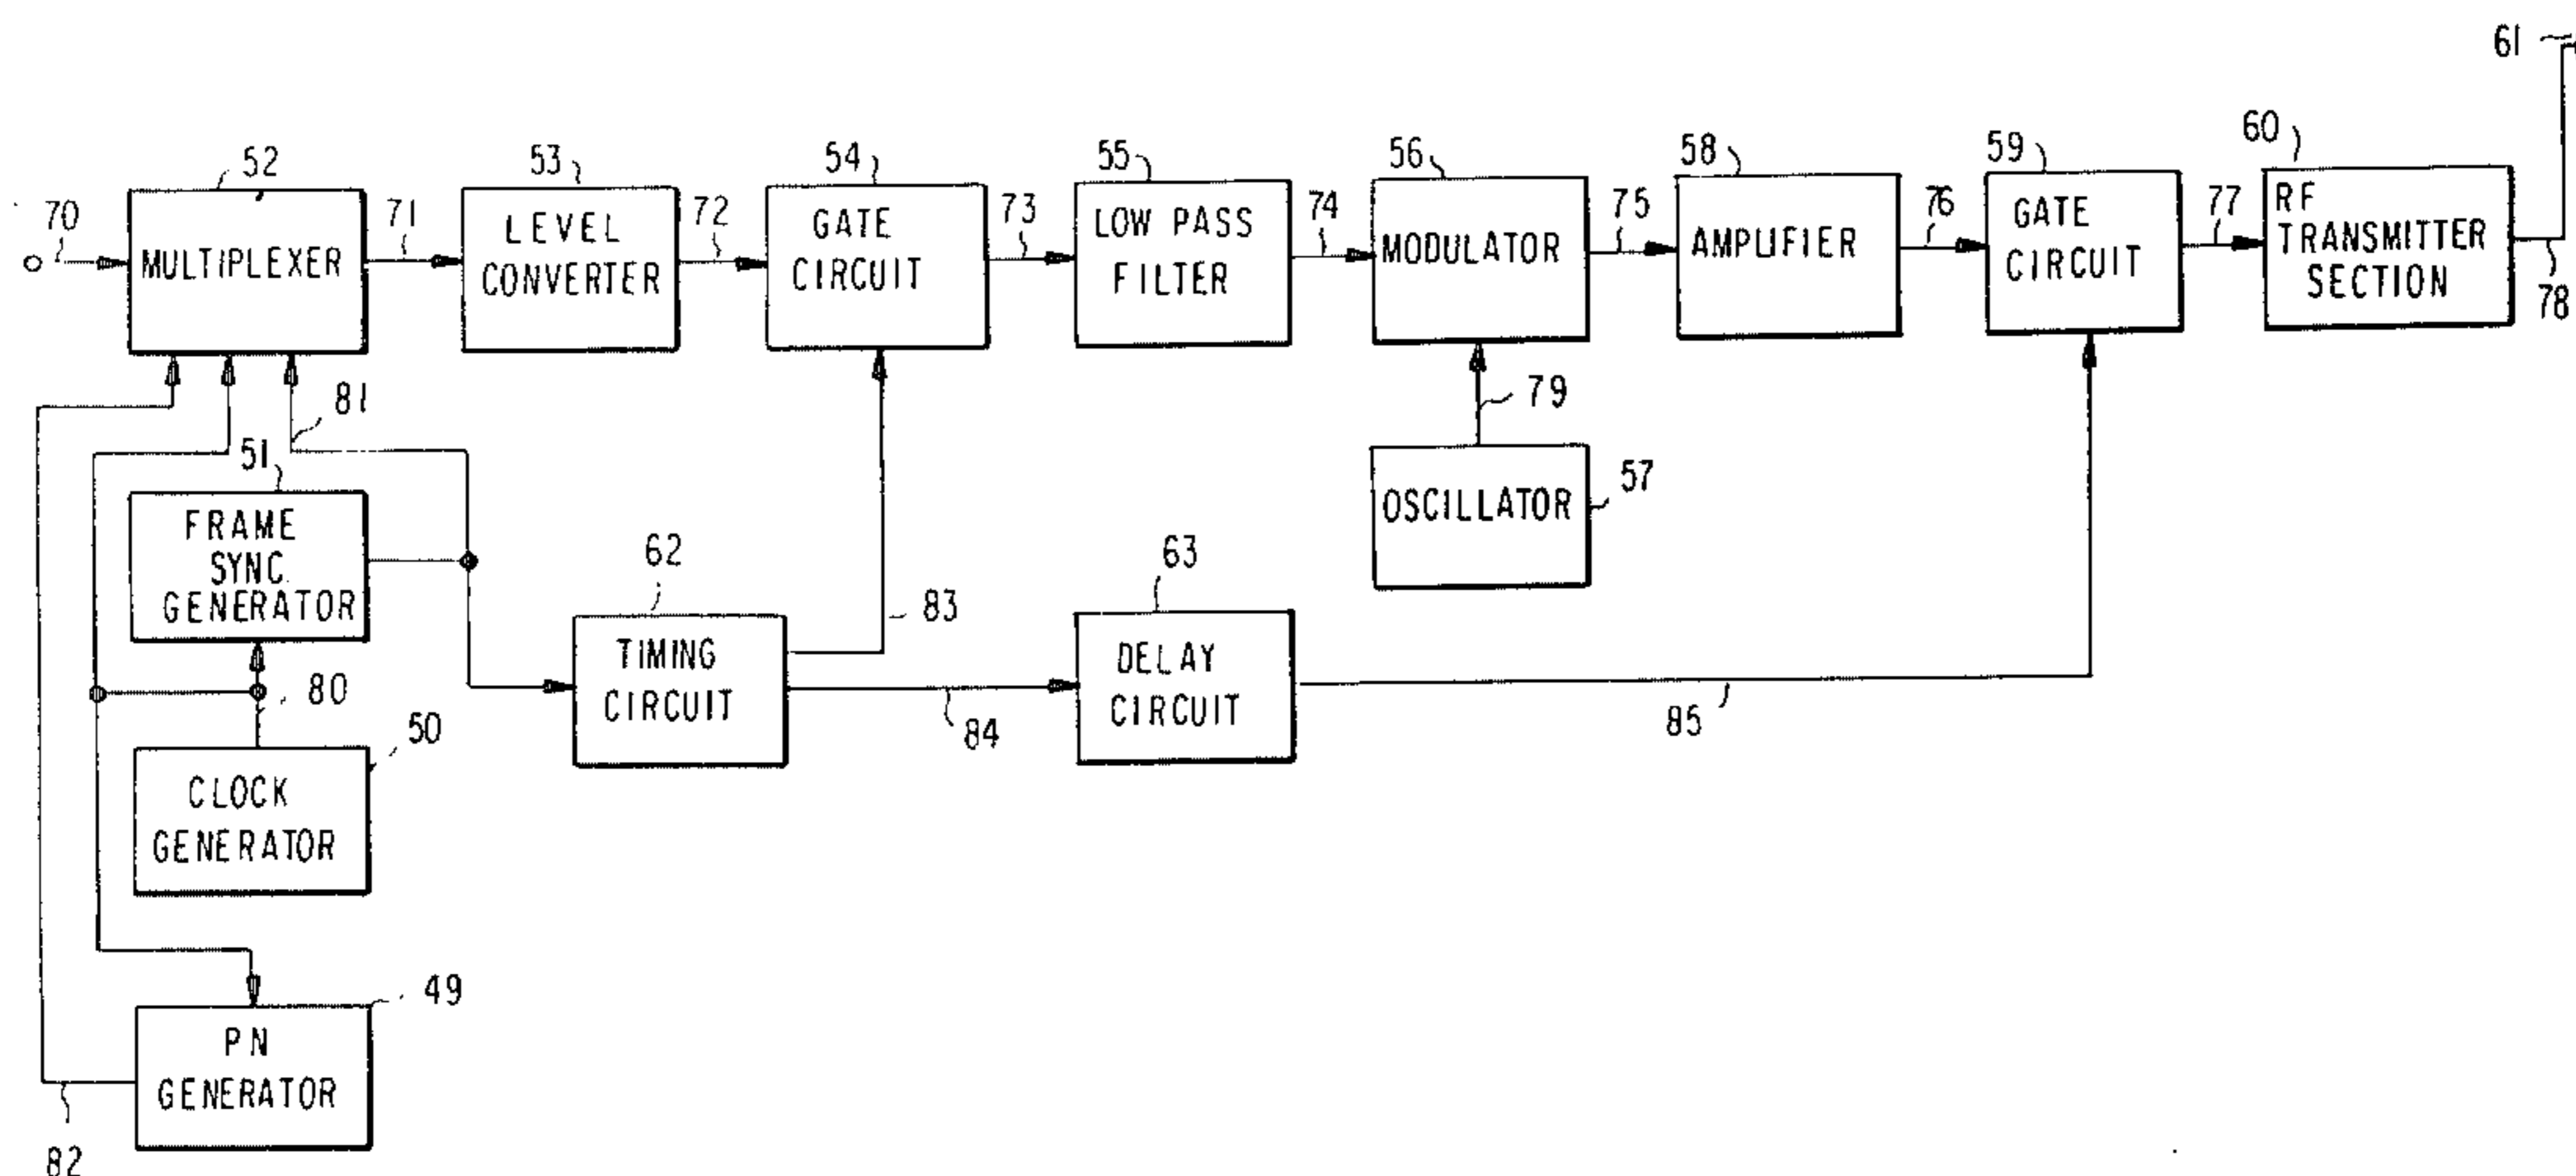 61
52
53
54
55
56
58
59
60
70
MULTIPLEXER
71
LEVEL
CONVERTER
72
GATE
CIRCUIT
73
LOW PASS
FILTER
74
MODULATOR
75
AMPLIFIER
76
GATE
CIRCUIT
77
RF
TRANSMITTER
SECTION
78
81
79
51
FRAME
SYNC.
GENERATOR
OSCILLATOR
57
62
63
83
TIMING
CIRCUIT
DELAY
CIRCUIT
80
84
85
50
CLOCK
GENERATOR
49
PN
GENERATOR
82